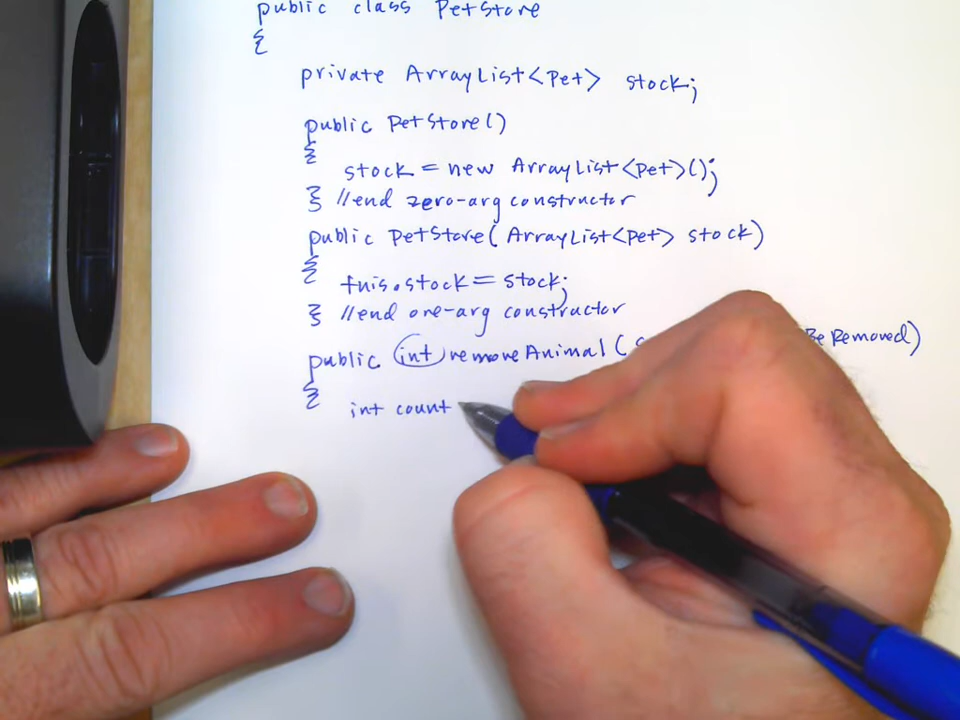 public class PetStore
{
private ArrayList<Pet> stock;
public PetStore()
{
stock = new ArrayList<Pet>();
} //end zero-arg constructor
public PetStore(ArrayList<Pet> stock)
{
this.stock = stock;
} //end one-arg constructor
public int removeAnimal( BeRemoved)
{
int count